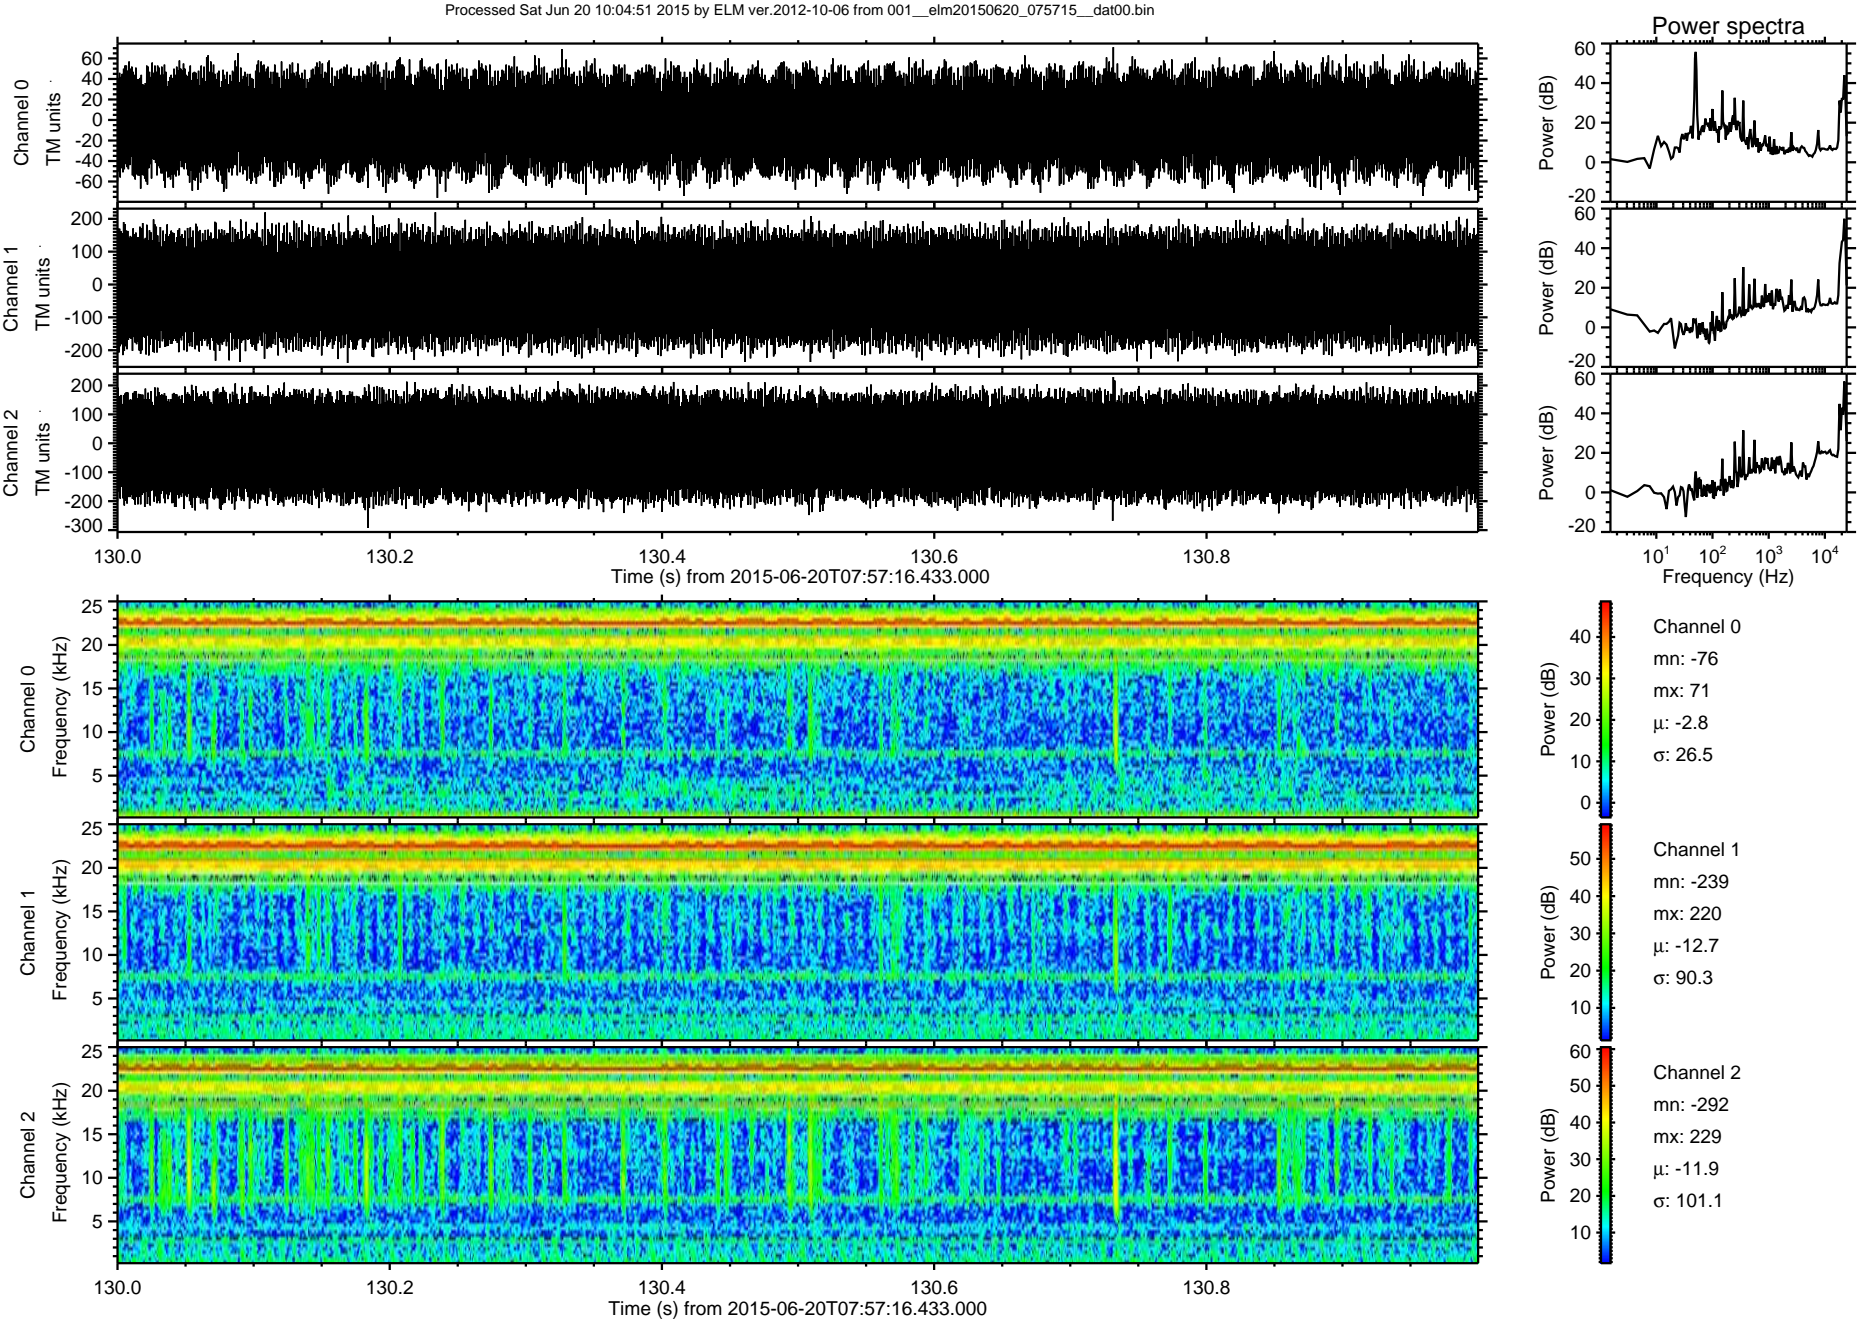 Processed Sat Jun 20 10:04:51 2015 by ELM ver.2012-10-06 from 001__elm20150620_075715__dat00.bin
Power spectra
Channel 0
TM units
60
40
20
0
-20
-40
-60
Power (dB)
60
40
20
0
-20
Channel 1
TM units
200
100
0
-100
-200
Power (dB)
60
40
20
0
-20
Channel 2
TM units
200
100
0
-100
-200
-300
Power (dB)
60
40
20
0
-20
130.0 130.2 130.4 130.6 130.8
Time (s) from 2015-06-20T07:57:16.433.000
10¹ 10² 10³ 10⁴
Frequency (Hz)
Channel 0
Frequency (kHz)
25
20
15
10
5
Power (dB)
40
30
20
10
0
Channel 0
mn: -76
mx: 71
μ: -2.8
σ: 26.5
Channel 1
Frequency (kHz)
25
20
15
10
5
Power (dB)
50
40
30
20
10
Channel 1
mn: -239
mx: 220
μ: -12.7
σ: 90.3
Channel 2
Frequency (kHz)
25
20
15
10
5
Power (dB)
60
50
40
30
20
10
Channel 2
mn: -292
mx: 229
μ: -11.9
σ: 101.1
130.0 130.2 130.4 130.6 130.8
Time (s) from 2015-06-20T07:57:16.433.000